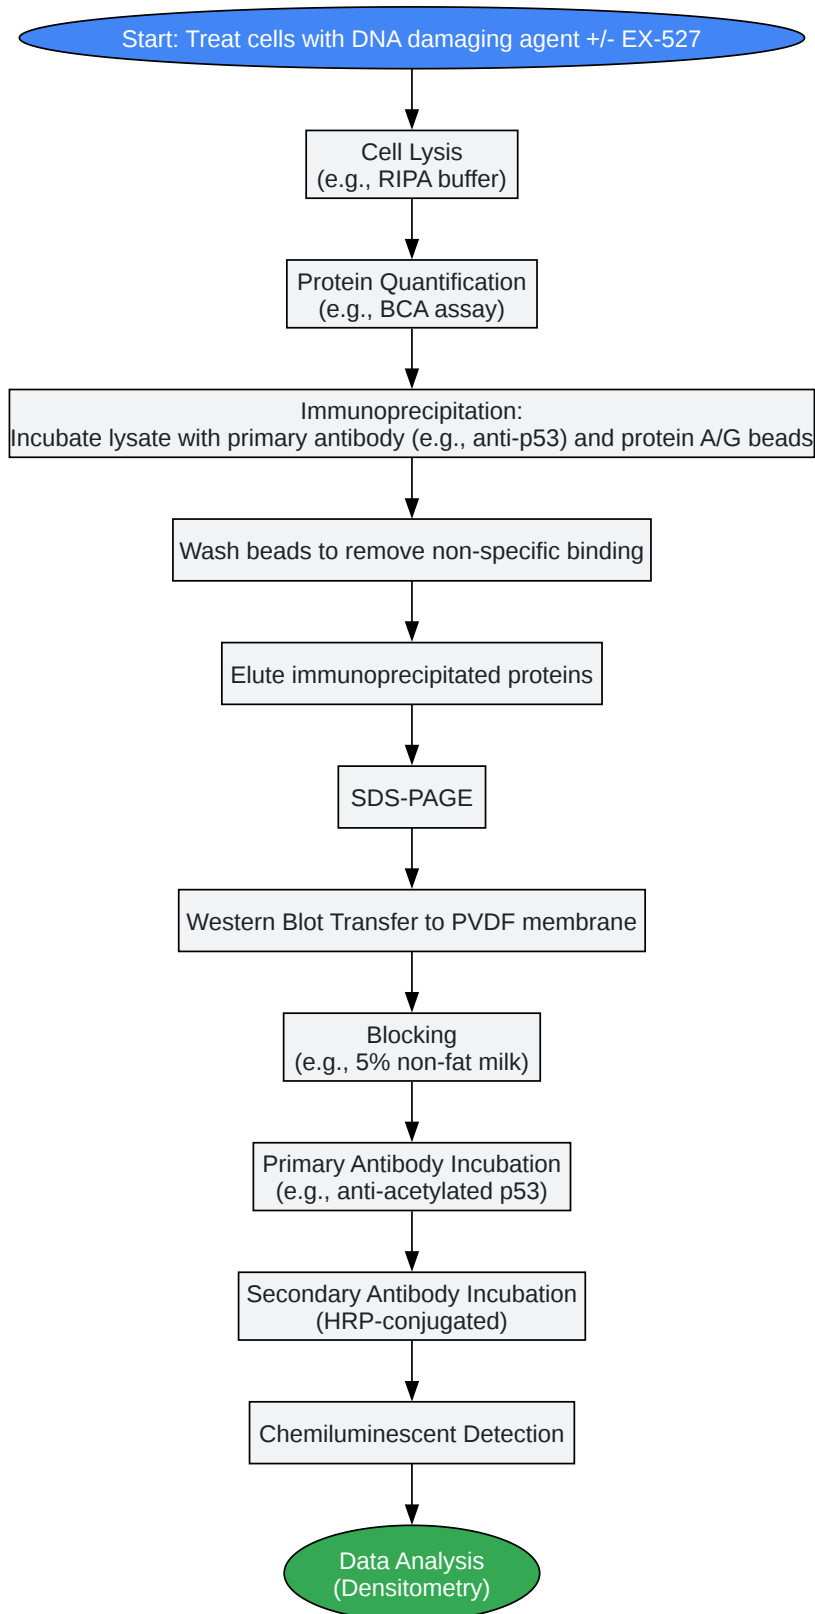 Start: Treat cells with DNA damaging agent +/- EX-527
Cell Lysis
(e.g., RIPA buffer)
Protein Quantification
(e.g., BCA assay)
Immunoprecipitation:
Incubate lysate with primary antibody (e.g., anti-p53) and protein A/G beads
Wash beads to remove non-specific binding
Elute immunoprecipitated proteins
SDS-PAGE
Western Blot Transfer to PVDF membrane
Blocking
(e.g., 5% non-fat milk)
Primary Antibody Incubation
(e.g., anti-acetylated p53)
Secondary Antibody Incubation
(HRP-conjugated)
Chemiluminescent Detection
Data Analysis
(Densitometry)